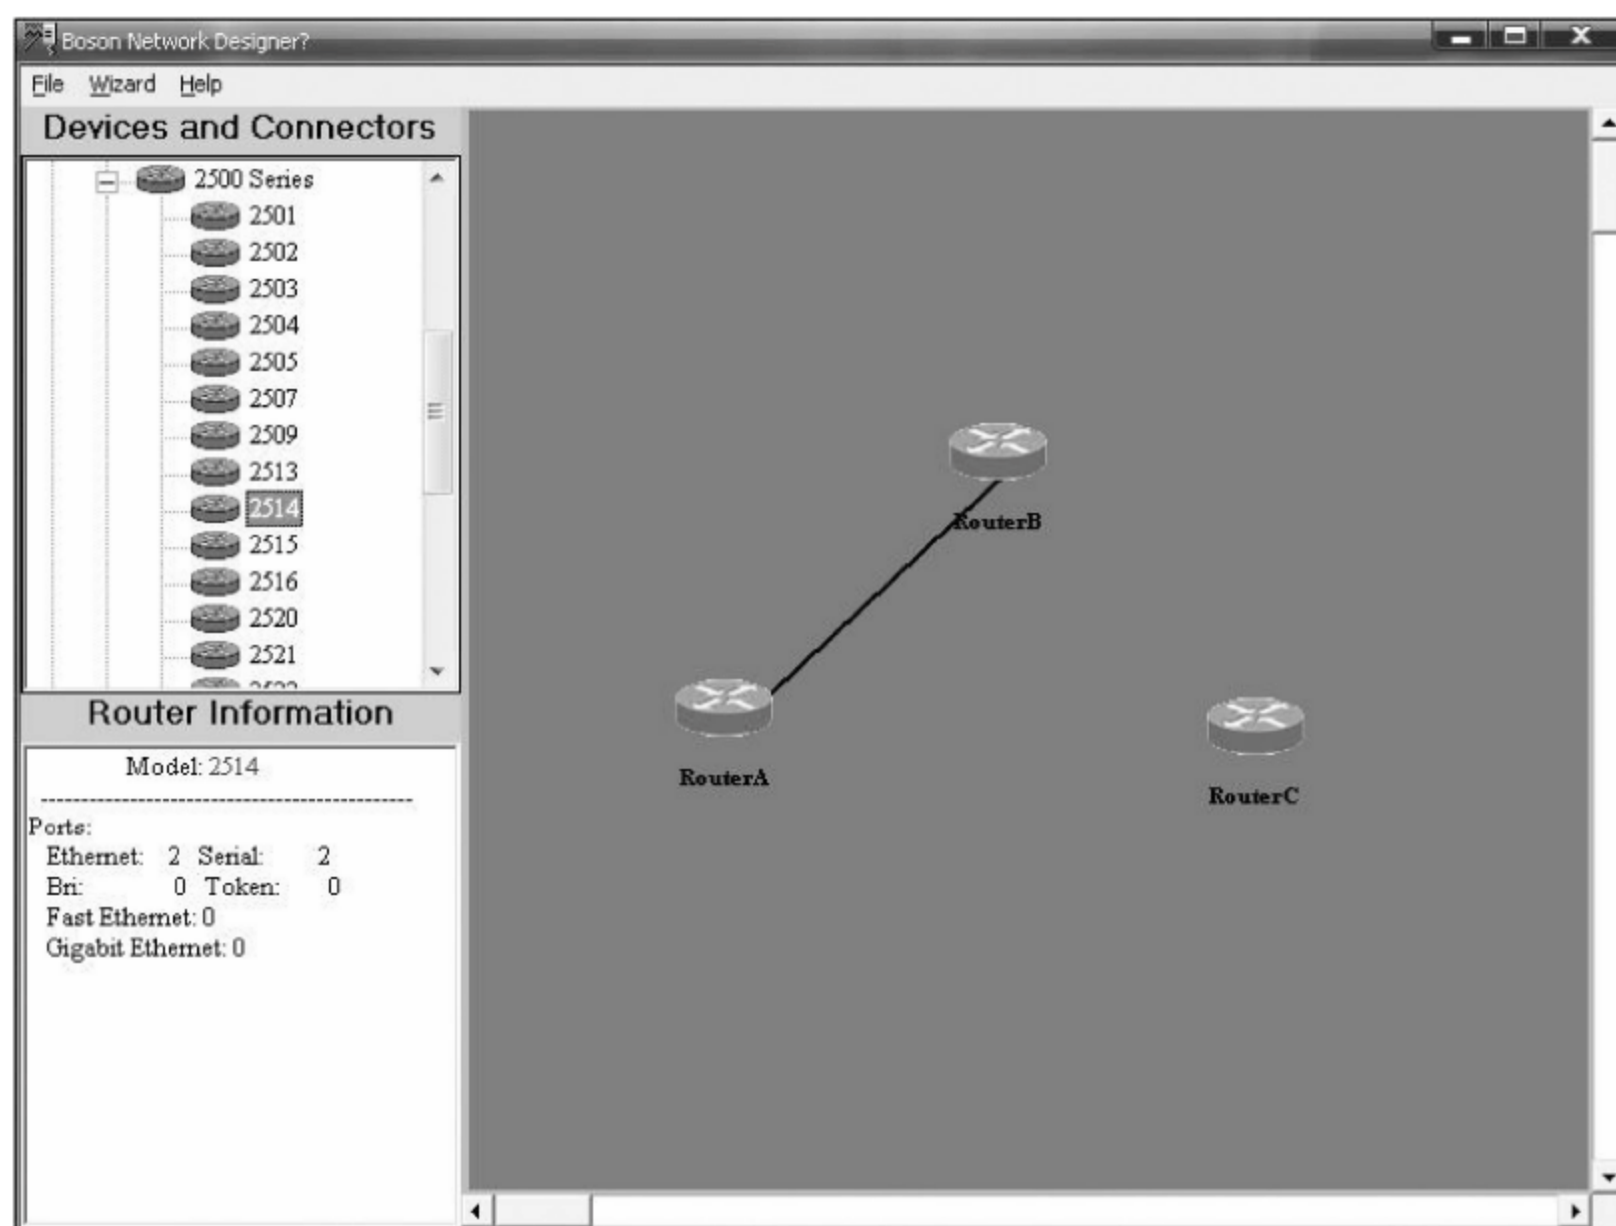 Boson Network Designer?
File Wizard Help
Devices and Connectors
2500 Series
2501
2502
2503
2504
2505
2507
2509
2513
2514
2515
2516
2520
2521
Router Information
Model: 2514
Ports:
Ethernet: 2 Serial: 2
Bri: 0 Token: 0
Fast Ethernet: 0
Gigabit Ethernet: 0
RouterB
RouterA
RouterC